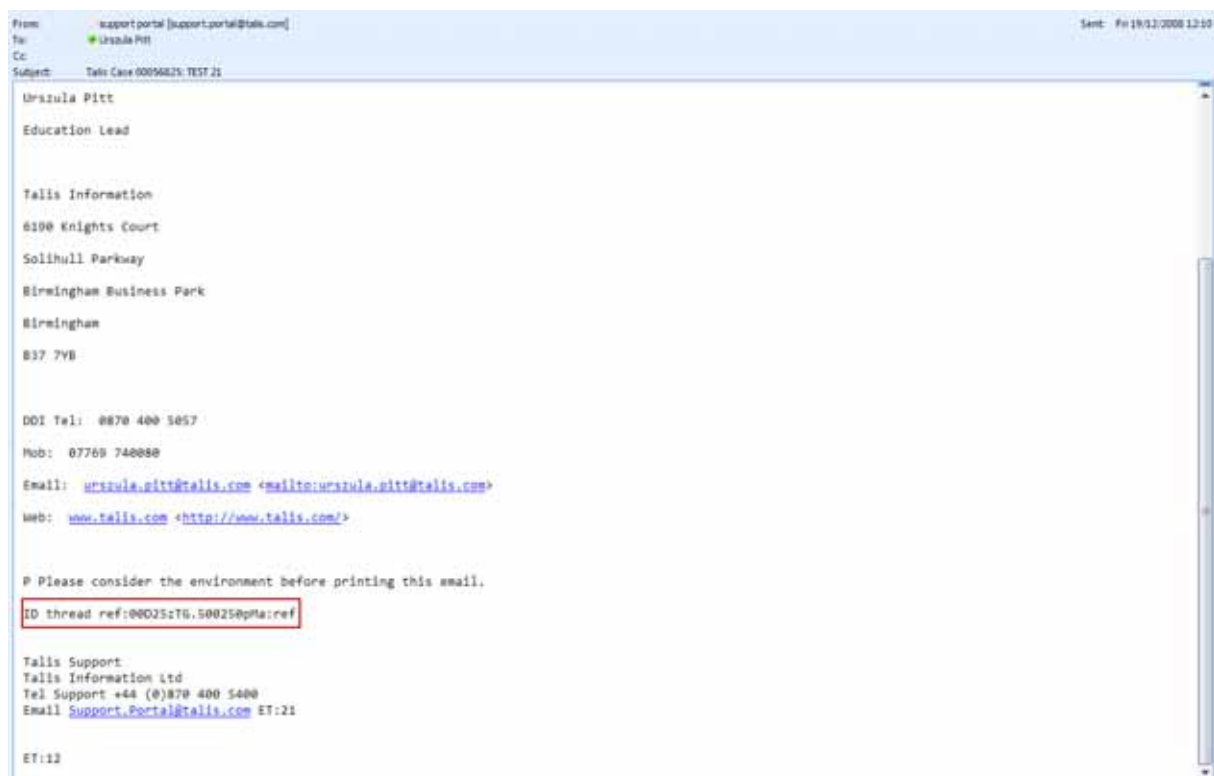 From: support portal [support.portal@talis.com] Sent: Fri 19/12/2008 12:10
To: Urszula Pitt
Cc:
Subject: Talis Case 00056825: TEST 21
Urszula Pitt
Education Lead
Talis Information
6190 Knights Court
Solihull Parkway
Birmingham Business Park
Birmingham
B37 7YB
DDI Tel: 0870 400 5057
Mob: 07769 740080
Email: urszula.pitt@talis.com <mailto:urszula.pitt@talis.com>
Web: www.talis.com <http://www.talis.com/>
P Please consider the environment before printing this email.
ID thread
Talis Support
Talis Information Ltd
Tel Support +44 (0)870 400 5400
Email Support.Portal@talis.com ET:21
ET:12